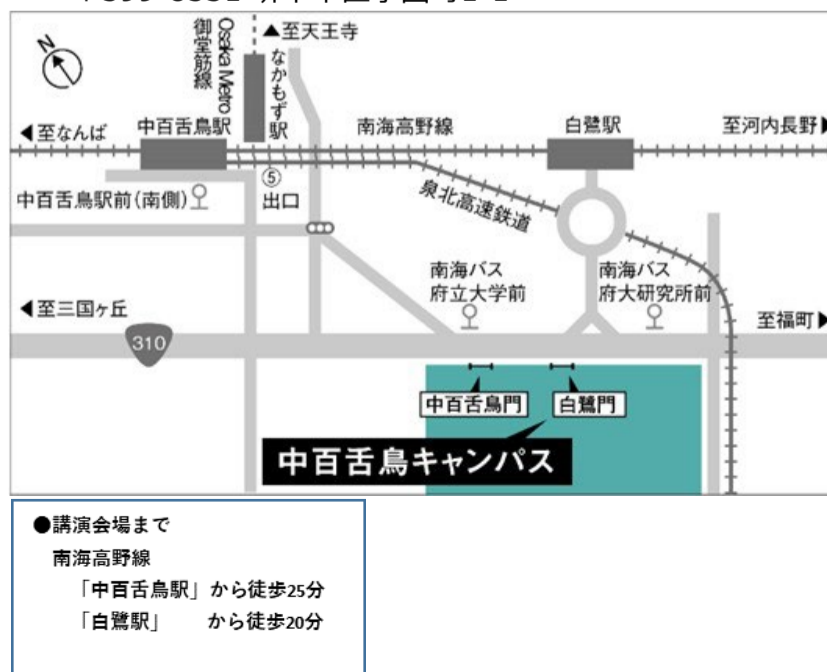 N
Osaka Metro
御堂筋線
▲至天王寺
なかもず駅
◀至なんば
中百舌鳥駅
南海高野線
白鷺駅
至河内長野▶
⑤
出口
中百舌鳥駅前(南側)
泉北高速鉄道
南海バス
府立大学前
南海バス
府大研究所前
◀至三国ヶ丘
至福町▶
310
中百舌鳥門
白鷺門
中百舌鳥キャンパス
●講演会場まで
南海高野線
「中百舌鳥駅」から徒歩25分
「白鷺駅」 から徒歩20分